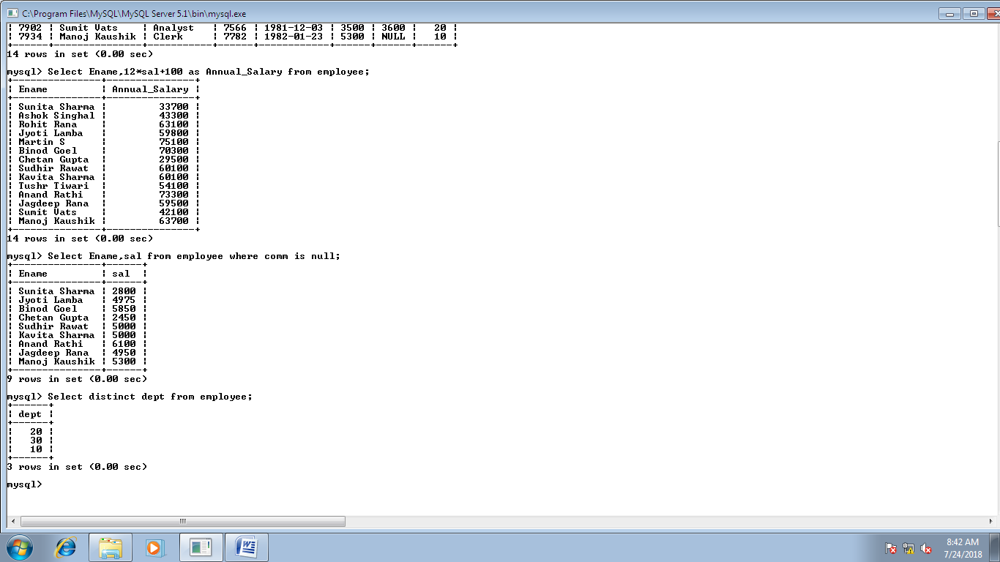 C:\Program Files\MySQL\MySQL Server 5.1\bin\mysql.exe
| 7902 | Sumit Vats    | Analyst   | 7566 | 1981-12-03 | 3500 | 3600 |   20 |
| 7934 | Manoj Kaushik | Clerk     | 7782 | 1982-01-23 | 5300 | NULL |   10 |
+------+---------------+-----------+------+------------+------+------+------+
14 rows in set (0.00 sec)
mysql> Select Ename,12*sal+100 as Annual_Salary from employee;
+---------------+---------------+
| Ename         | Annual_Salary |
+---------------+---------------+
| Sunita Sharma |         33700 |
| Ashok Singhal |         43300 |
| Rohit Rana    |         63100 |
| Jyoti Lamba   |         59800 |
| Martin S      |         75100 |
| Binod Goel    |         70300 |
| Chetan Gupta  |         29500 |
| Sudhir Rawat  |         60100 |
| Kavita Sharma |         60100 |
| Tushr Tiwari  |         54100 |
| Anand Rathi   |         73300 |
| Jagdeep Rana  |         59500 |
| Sumit Vats    |         42100 |
| Manoj Kaushik |         63700 |
+---------------+---------------+
14 rows in set (0.00 sec)
mysql> Select Ename,sal from employee where comm is null;
+---------------+------+
| Ename         | sal  |
+---------------+------+
| Sunita Sharma | 2800 |
| Jyoti Lamba   | 4975 |
| Binod Goel    | 5850 |
| Chetan Gupta  | 2450 |
| Sudhir Rawat  | 5000 |
| Kavita Sharma | 5000 |
| Anand Rathi   | 6100 |
| Jagdeep Rana  | 4950 |
| Manoj Kaushik | 5300 |
+---------------+------+
9 rows in set (0.00 sec)
mysql> Select distinct dept from employee;
+------+
| dept |
+------+
|   20 |
|   30 |
|   10 |
+------+
3 rows in set (0.00 sec)
mysql>
8:42 AM
7/24/2018